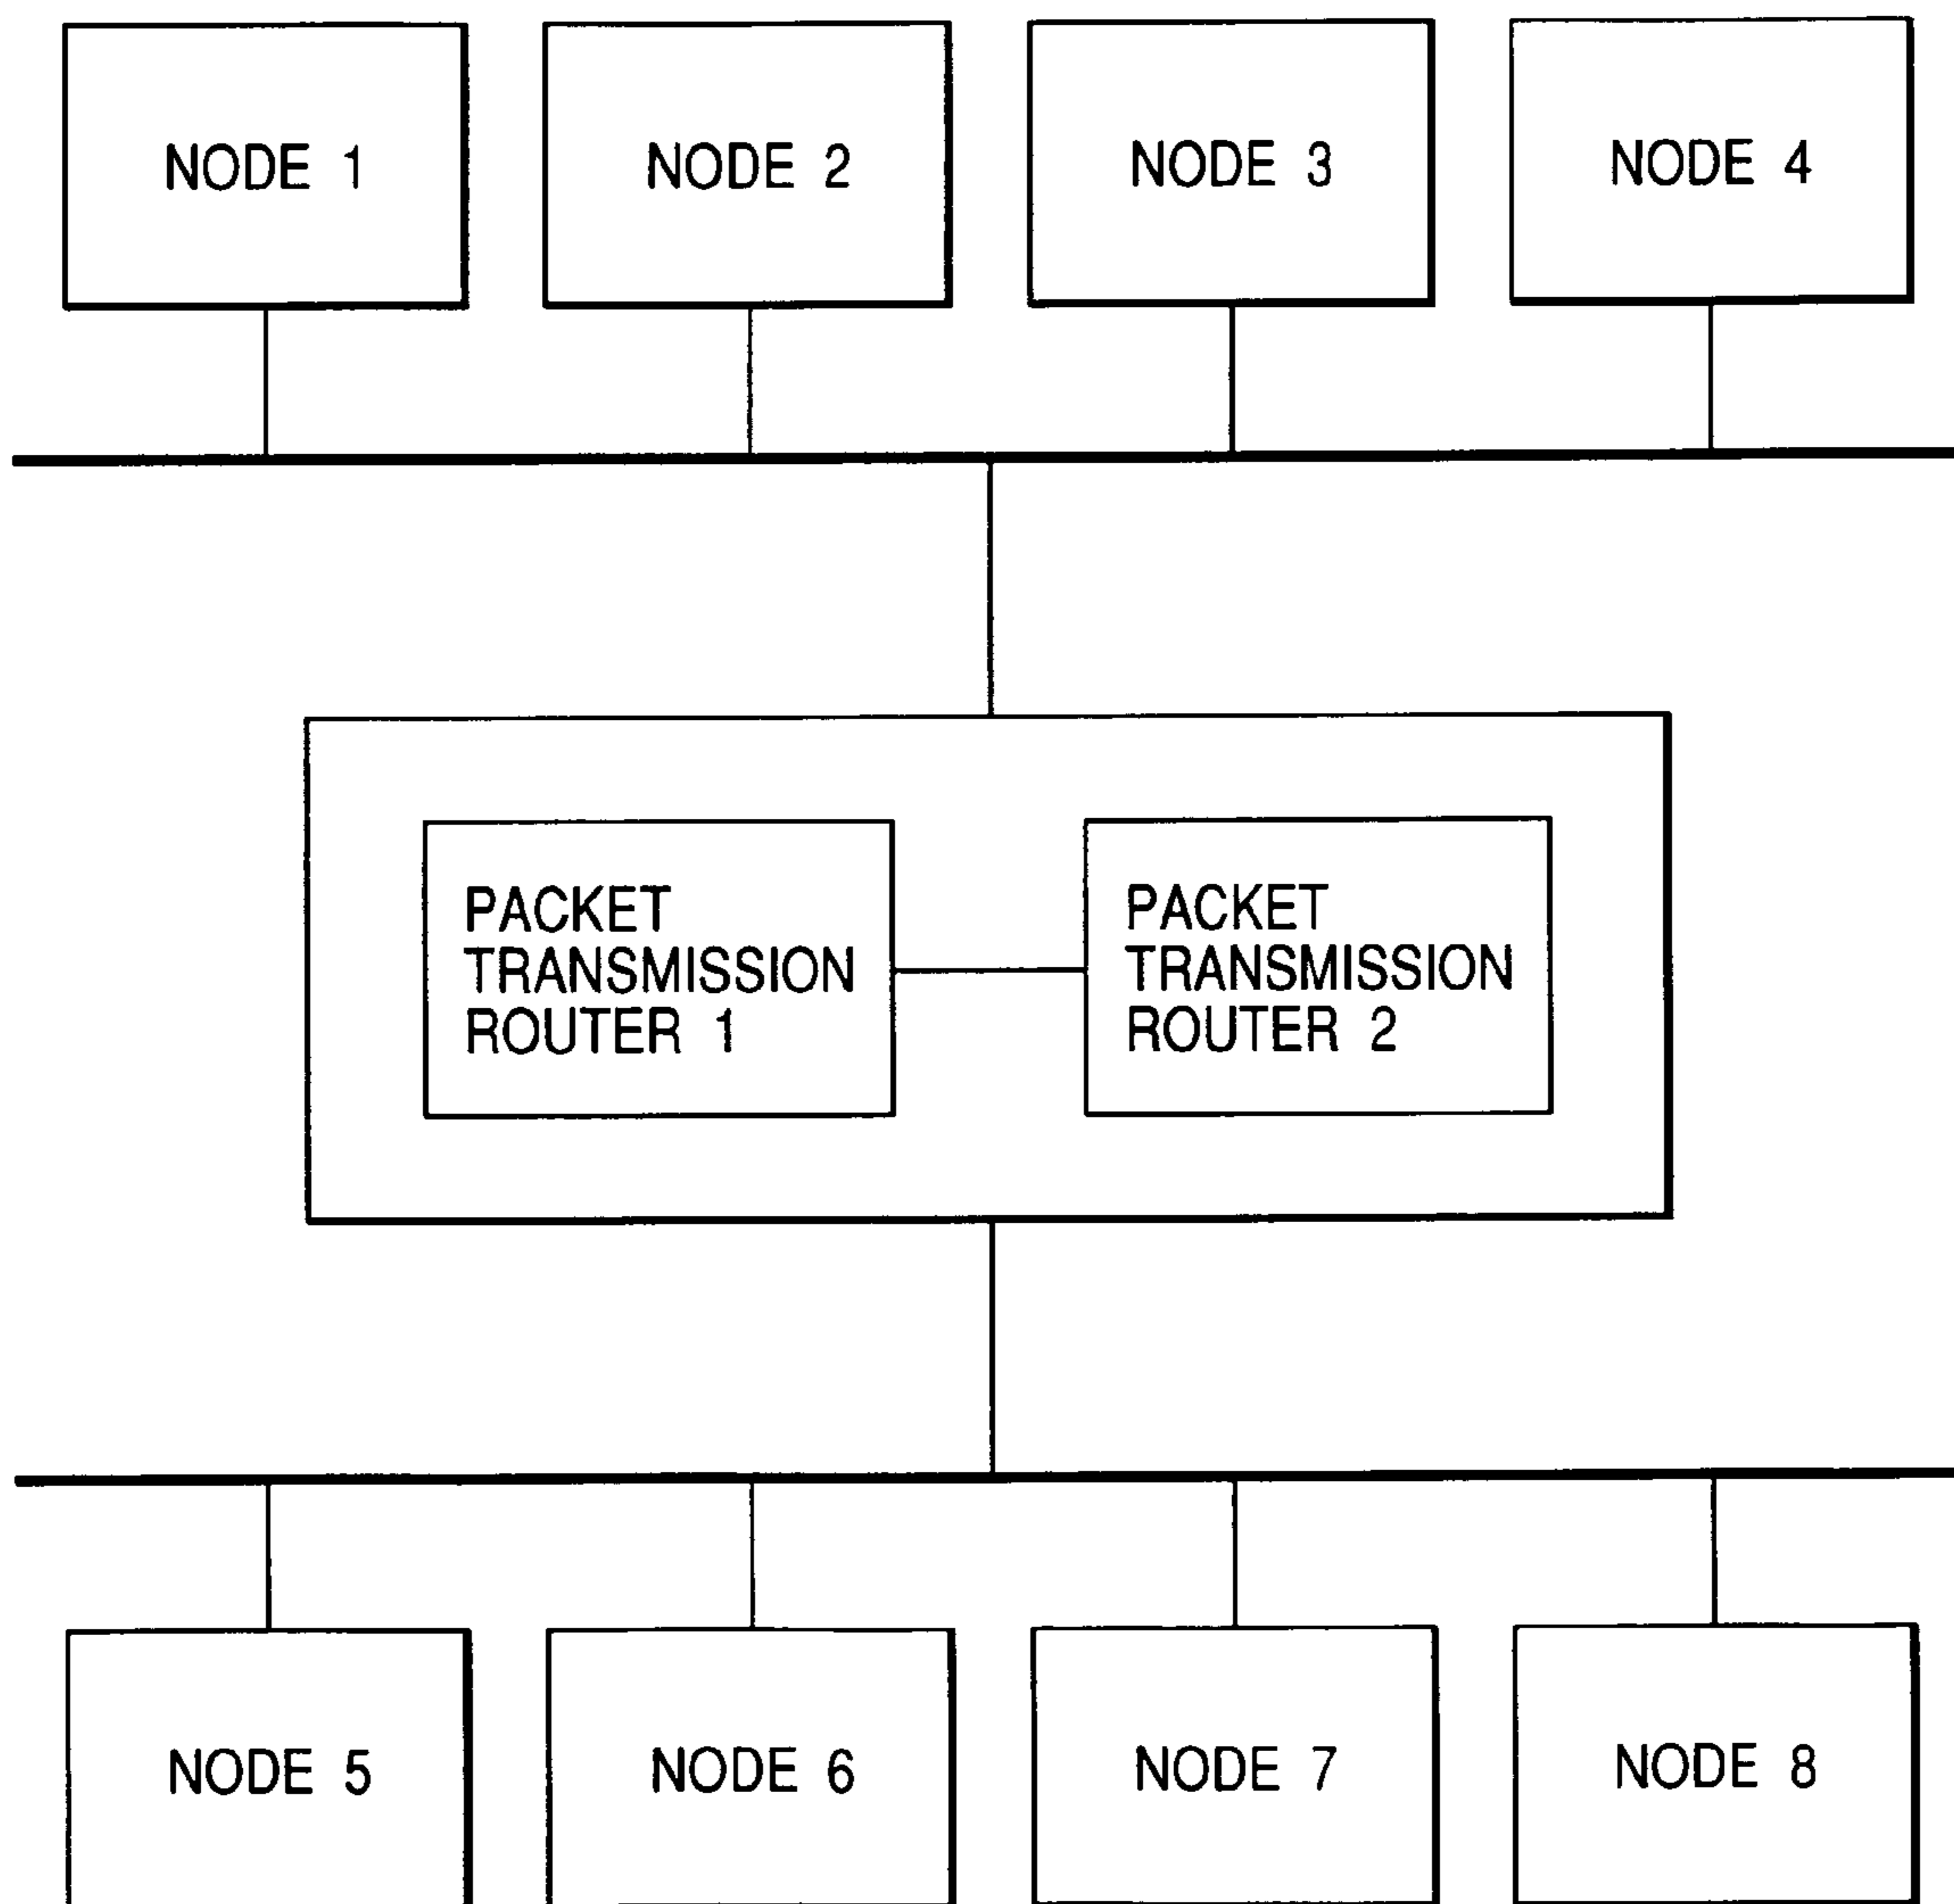 NODE 1
NODE 2
NODE 3
NODE 4
PACKET
TRANSMISSION
ROUTER 1
PACKET
TRANSMISSION
ROUTER 2
NODE 5
NODE 6
NODE 7
NODE 8